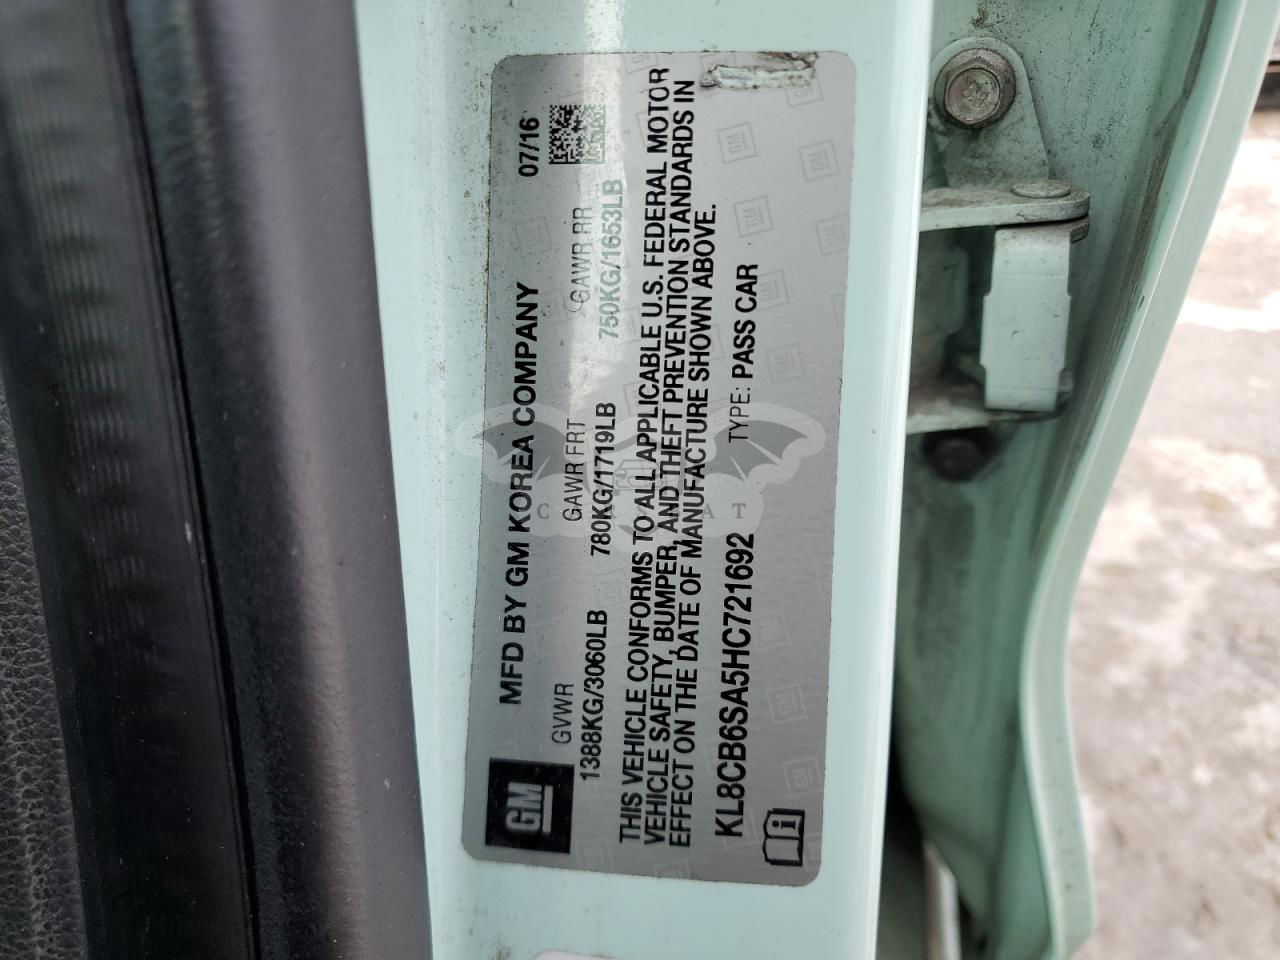 MFD BY GM KOREA COMPANY 07/16
GVWR GAWR FRT GAWR RR
1388KG/3060LB 780KG/1719LB 750KG/1653LB
THIS VEHICLE CONFORMS TO ALL APPLICABLE U.S. FEDERAL MOTOR
VEHICLE SAFETY, BUMPER, AND THEFT PREVENTION STANDARDS IN
EFFECT ON THE DATE OF MANUFACTURE SHOWN ABOVE.
KL8CB6SA5HC721692 TYPE: PASS CAR
GM